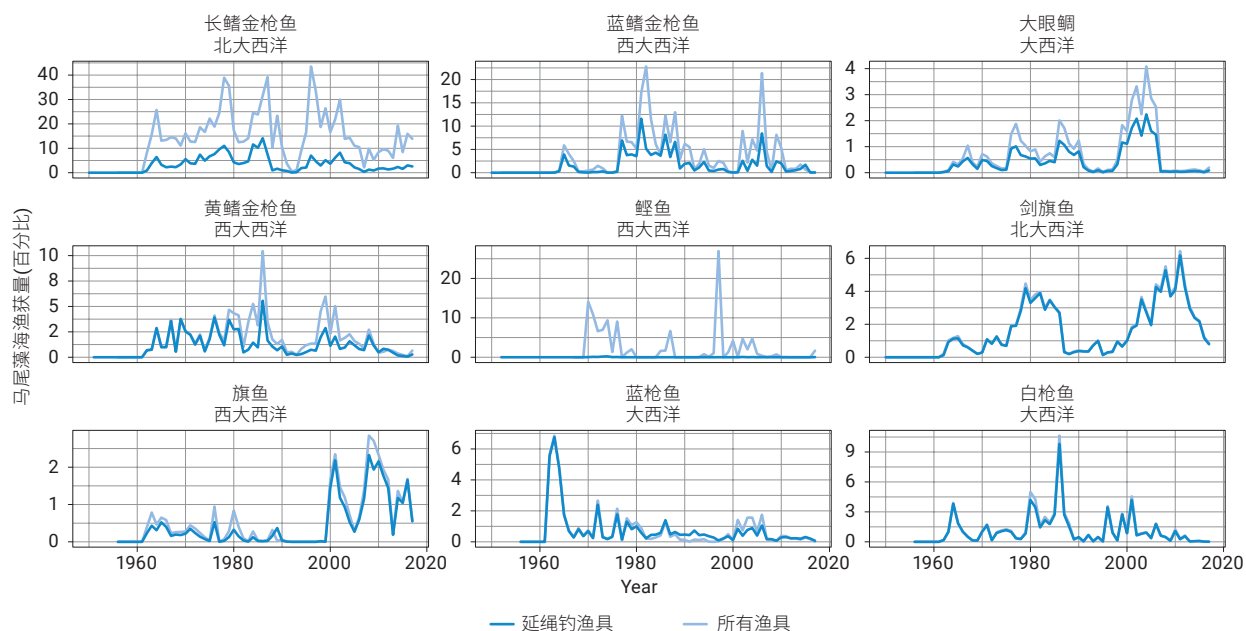 长鳍金枪鱼
北大西洋
蓝鳍金枪鱼
西大西洋
大眼鲷
大西洋
40
30
20
10
0
20
15
10
5
0
4
3
2
1
0
黄鳍金枪鱼
西大西洋
鲣鱼
西大西洋
剑旗鱼
北大西洋
10
8
5
2
0
20
10
0
6
4
2
0
马尾藻海渔获量(百分比)
旗鱼
西大西洋
蓝枪鱼
大西洋
白枪鱼
大西洋
2
1
0
6
4
2
0
9
6
3
0
1960 1980 2000 2020
1960 1980 2000 2020
1960 1980 2000 2020
Year
延绳钓渔具
所有渔具